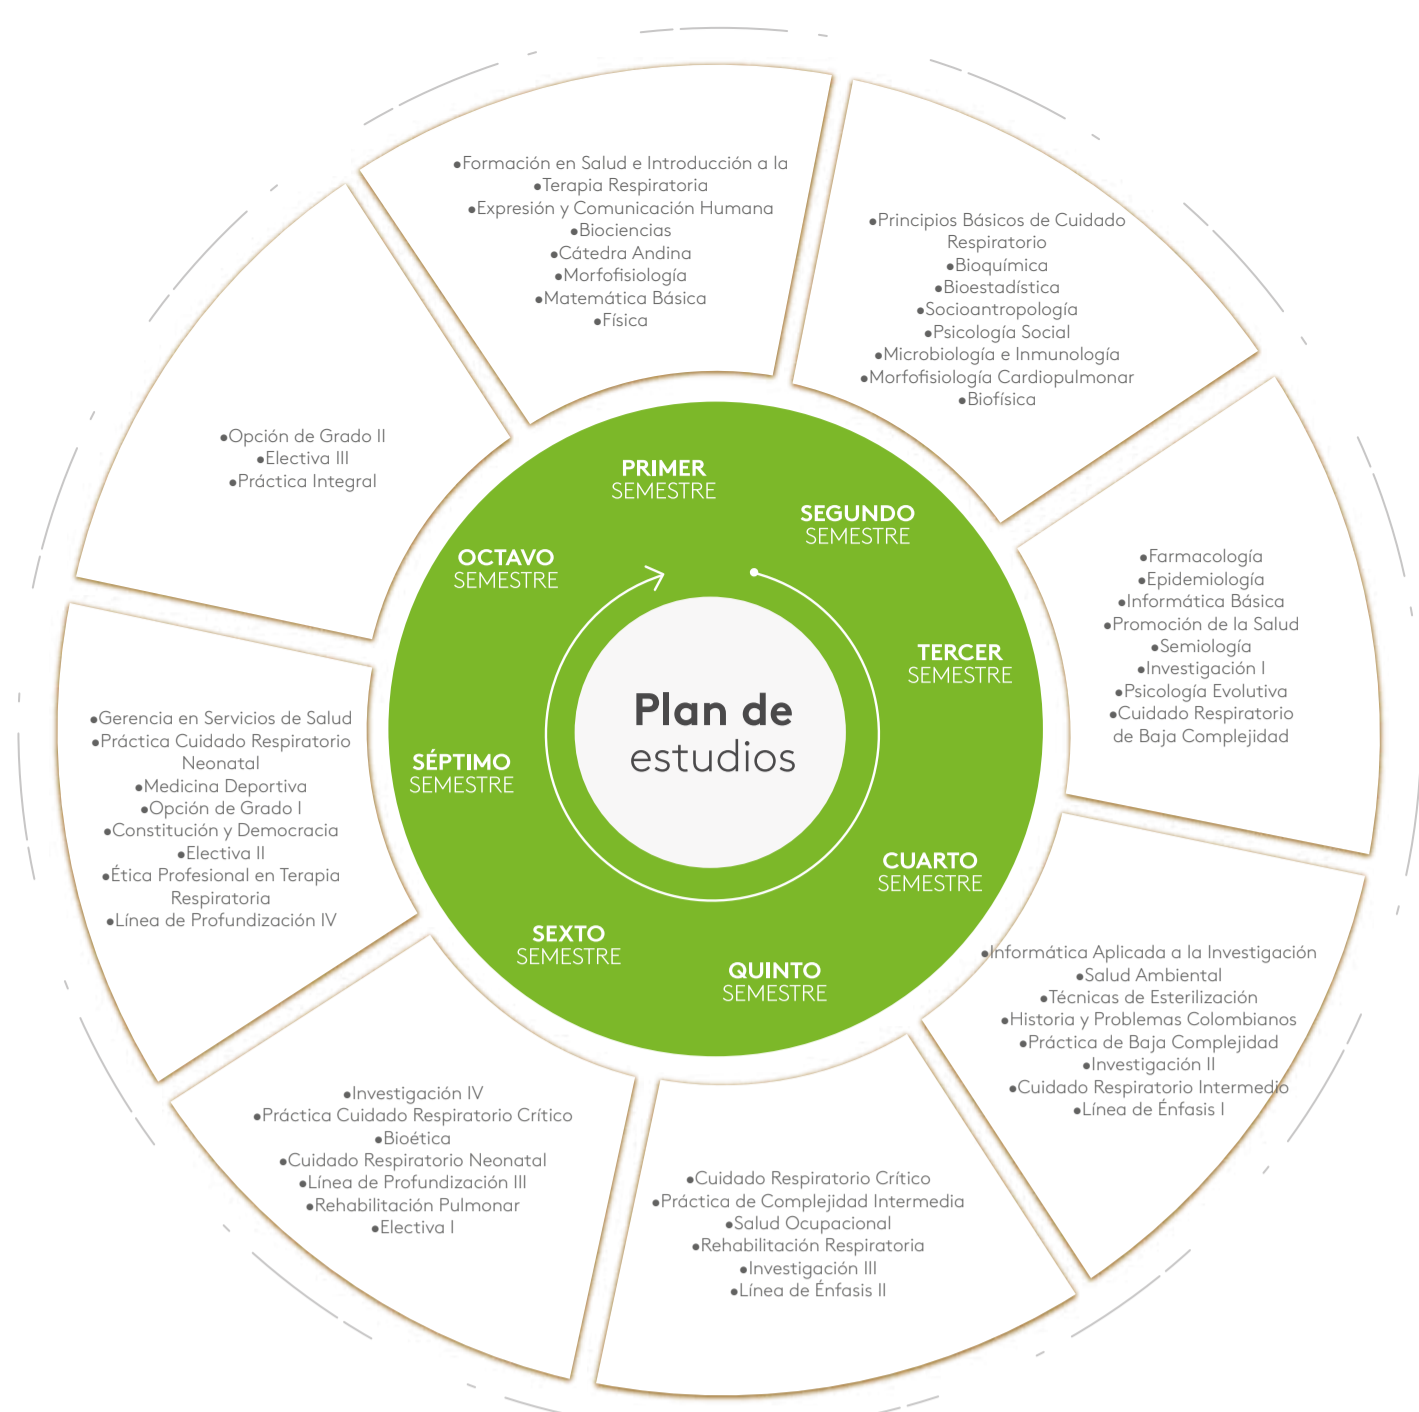 Plan de
estudios
PRIMER
SEMESTRE
●Formación en Salud e Introducción a la
●Terapia Respiratoria
●Expresión y Comunicación Humana
●Biociencias
●Cátedra Andina
●Morfofisiología
●Matemática Básica
●Física
SEGUNDO
SEMESTRE
●Principios Básicos de Cuidado
Respiratorio
●Bioquímica
●Bioestadística
●Socioantropología
●Psicología Social
●Microbiología e Inmunología
●Morfofisiología Cardiopulmonar
●Biofísica
TERCER
SEMESTRE
●Farmacología
●Epidemiología
●Informática Básica
●Promoción de la Salud
●Semiología
●Investigación I
●Psicología Evolutiva
●Cuidado Respiratorio
de Baja Complejidad
CUARTO
SEMESTRE
●Informática Aplicada a la Investigación
●Salud Ambiental
●Técnicas de Esterilización
●Historia y Problemas Colombianos
●Práctica de Baja Complejidad
●Investigación II
●Cuidado Respiratorio Intermedio
●Línea de Énfasis I
QUINTO
SEMESTRE
●Cuidado Respiratorio Crítico
●Práctica de Complejidad Intermedia
●Salud Ocupacional
●Rehabilitación Respiratoria
●Investigación III
●Línea de Énfasis II
SEXTO
SEMESTRE
●Investigación IV
●Práctica Cuidado Respiratorio Crítico
●Bioética
●Cuidado Respiratorio Neonatal
●Línea de Profundización III
●Rehabilitación Pulmonar
●Electiva I
SÉPTIMO
SEMESTRE
●Gerencia en Servicios de Salud
●Práctica Cuidado Respiratorio
Neonatal
●Medicina Deportiva
●Opción de Grado I
●Constitución y Democracia
●Electiva II
●Ética Profesional en Terapia
Respiratoria
●Línea de Profundización IV
OCTAVO
SEMESTRE
●Opción de Grado II
●Electiva III
●Práctica Integral